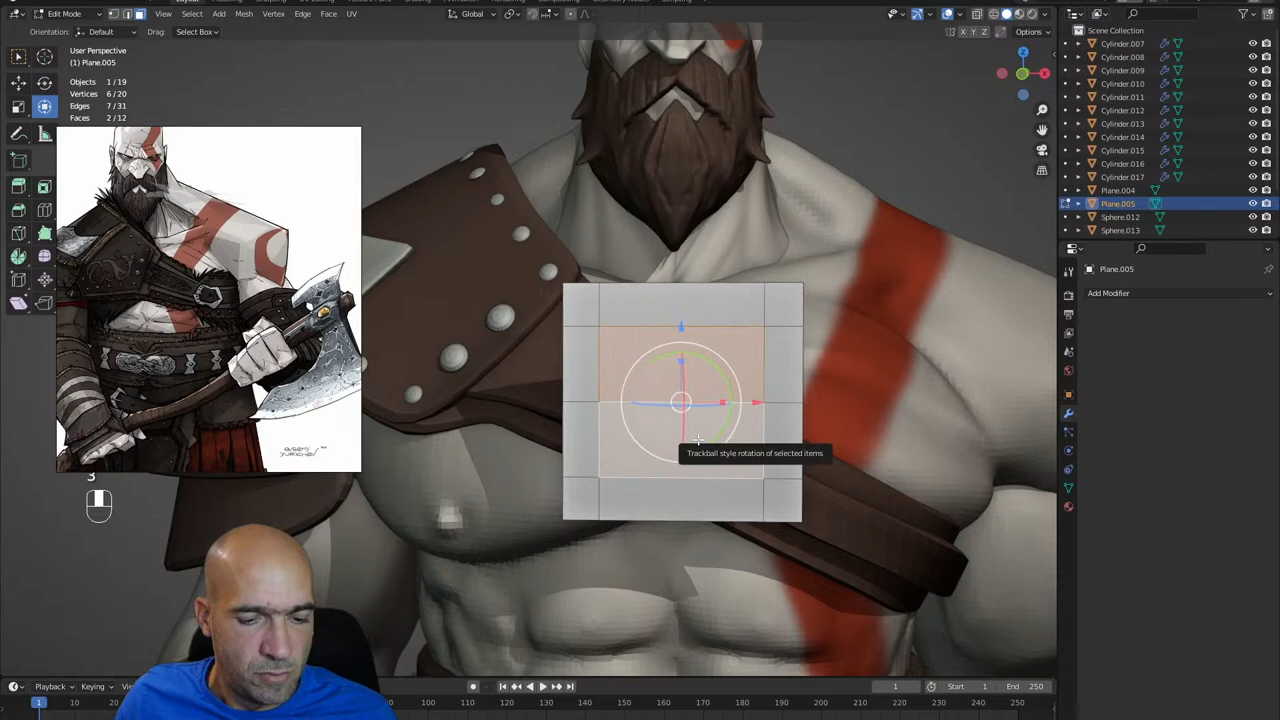 Edit Mode View Select Add Mesh Vertex Edge Face UV Global
Orientation: Default Drag: Select Box X Y Z Options
User Perspective
(1) Plane.005
Objects 1/19
Vertices 6/20
Edges 7/31
Faces 2/12
Z
X
3
Trackball style rotation of selected items
Scene Collection
Cylinder.007
Cylinder.008
Cylinder.009
Cylinder.010
Cylinder.011
Cylinder.012
Cylinder.013
Cylinder.014
Cylinder.015
Cylinder.016
Cylinder.017
Plane.004
Plane.005
Sphere.012
Sphere.013
Plane.005
Add Modifier
Playback Keying 1 Start 1 End 250
1 80 90 100 110 120 130 140 150 160 170 180 190 200 210 220 230 240 250